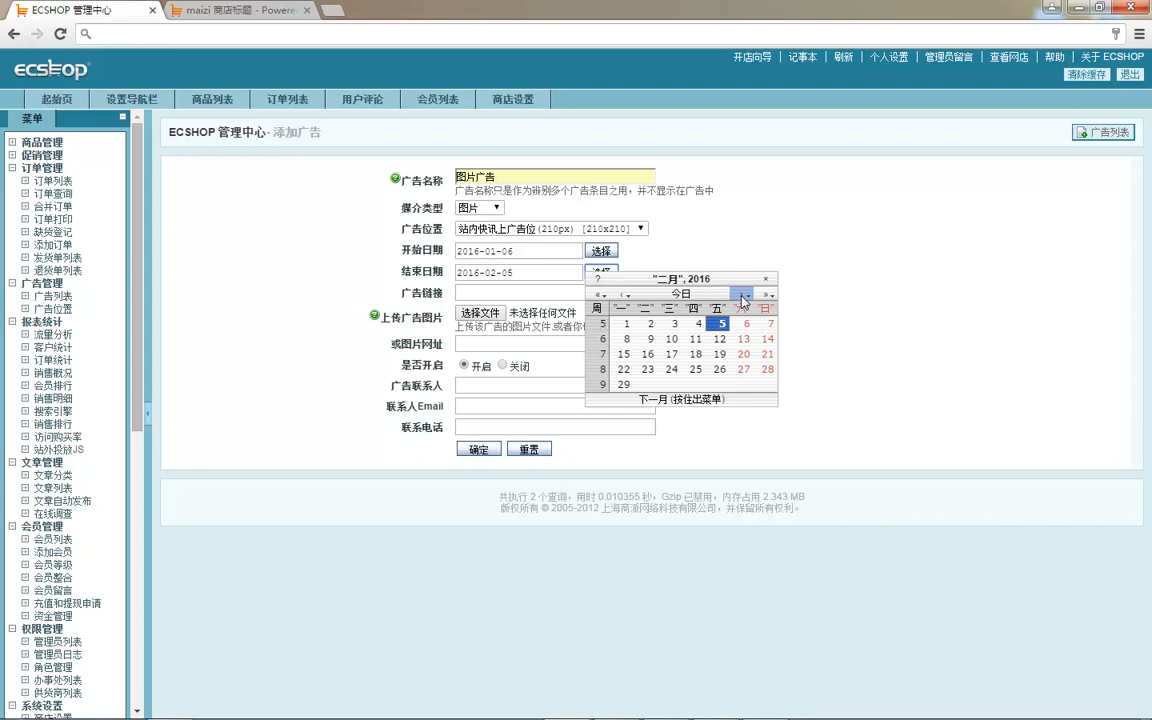 ECSHOP 管理中心
maizi 商店标题 - Powere
开店向导 | 记事本 | 刷新 | 个人设置 | 管理员留言 | 查看网店 | 帮助 | 关于 ECSHOP
ecshop
清除缓存 退出
起始页 设置导航栏 商品列表 订单列表 用户评论 会员列表 商店设置
菜单
商品管理
促销管理
订单管理
订单列表
订单查询
合并订单
订单打印
缺货登记
添加订单
发货单列表
退货单列表
广告管理
广告列表
广告位置
报表统计
流量分析
客户统计
订单统计
销售概况
会员排行
销售明细
搜索引擎
销售排行
访问购买率
站外投放JS
文章管理
文章分类
文章列表
文章自动发布
在线调查
会员管理
会员列表
添加会员
会员等级
会员整合
会员留言
充值和提现申请
资金管理
权限管理
管理员列表
管理员日志
角色管理
办事处列表
供货商列表
系统设置
商店设置
ECSHOP 管理中心 - 添加广告
广告列表
广告名称 图片广告
广告名称只是作为辨别多个广告条目之用，并不显示在广告中
媒介类型 图片
广告位置 站内快讯上广告位 (210px) [210x210]
开始日期 2016-01-06 选择
结束日期 2016-02-05
广告链接
上传广告图片 选择文件 未选择任何文件
上传该广告的图片文件,或者你
或图片网址
是否开启 开启 关闭
广告联系人
联系人Email
联系电话
确定 重置
? "二月", 2016 ×
« ‹ 今日 »
周 "一" "二" "三" "四" "五"
5 1 2 3 4 5 6 7
6 8 9 10 11 12 13 14
7 15 16 17 18 19 20 21
8 22 23 24 25 26 27 28
9 29
下一月 (按住出菜单)
共执行 2 个查询，用时 0.010355 秒，Gzip 已禁用，内存占用 2.343 MB
版权所有 © 2005-2012 上海商派网络科技有限公司，并保留所有权利。